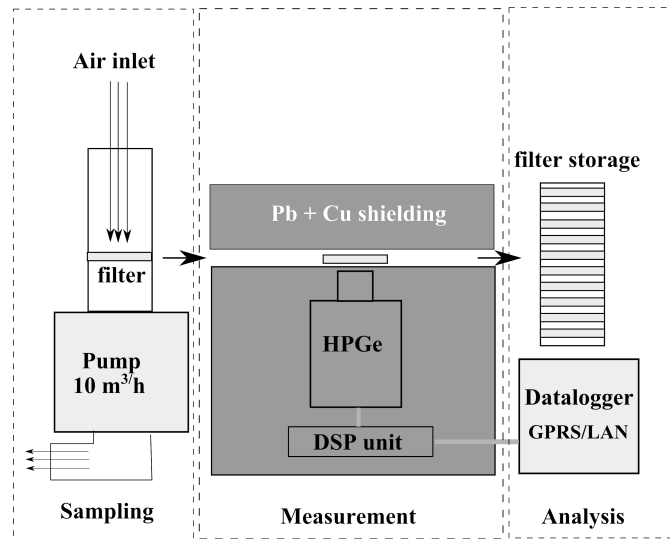 Air inlet
filter
Pump
10 m³/h
Sampling
Pb + Cu shielding
HPGe
DSP unit
Measurement
filter storage
Datalogger
GPRS/LAN
Analysis